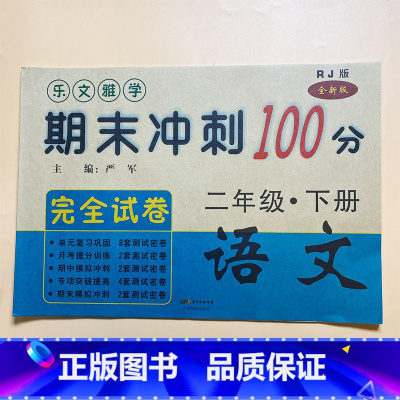 乐文雅学
RJ版
全新版
期末冲刺100分
主 编：严 军
完全试卷
二年级·下册
语文
• 单元复习巩固 8套测试密卷
• 月考提分训练 2套测试密卷
• 期中模拟冲刺 2套测试密卷
• 专项突破提高 4套测试密卷
• 期末模拟冲刺 2套测试密卷